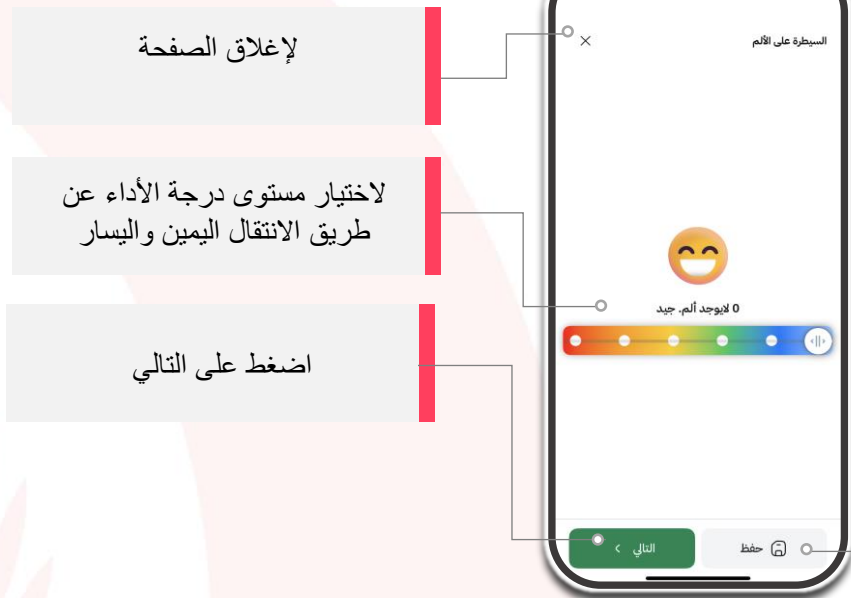 السيطرة على الألم
لإغلاق الصفحة
لاختيار مستوى درجة الأداء عن
طريق الانتقال اليمين واليسار
0 لايوجد ألم. جيد
اضغط على التالي
حفظ
التالي